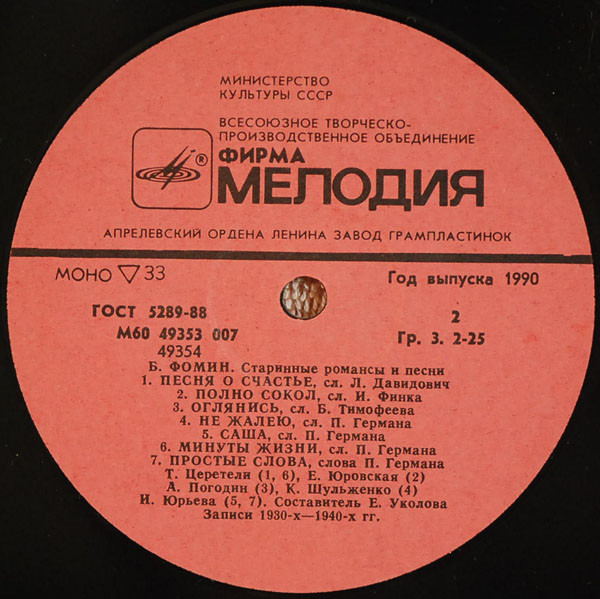 МИНИСТЕРСТВО
КУЛЬТУРЫ СССР
ВСЕСОЮЗНОЕ ТВОРЧЕСКО-
ПРОИЗВОДСТВЕННОЕ ОБЪЕДИНЕНИЕ
®
ФИРМА
МЕЛОДИЯ
АПРЕЛЕВСКИЙ ОРДЕНА ЛЕНИНА ЗАВОД ГРАМПЛАСТИНОК
МОНО ▽ 33
Год выпуска 1990
ГОСТ 5289-88
2
М60 49353 007
Гр. 3. 2-25
49354
Б. ФОМИН. Старинные романсы и песни
1. ПЕСНЯ О СЧАСТЬЕ, сл. Л. Давидович
2. ПОЛНО СОКОЛ, сл. И. Финка
3. ОГЛЯНИСЬ, сл. Б. Тимофеева
4. НЕ ЖАЛЕЮ, сл. П. Германа
5. САША, сл. П. Германа
6. МИНУТЫ ЖИЗНИ, сл. П. Германа
7. ПРОСТЫЕ СЛОВА, слова П. Германа
Т. Церетели (1, 6), Е. Юровская (2)
А. Погодин (3), К. Шульженко (4)
И. Юрьева (5, 7). Составитель Е. Уколова
Записи 1930-х—1940-х гг.